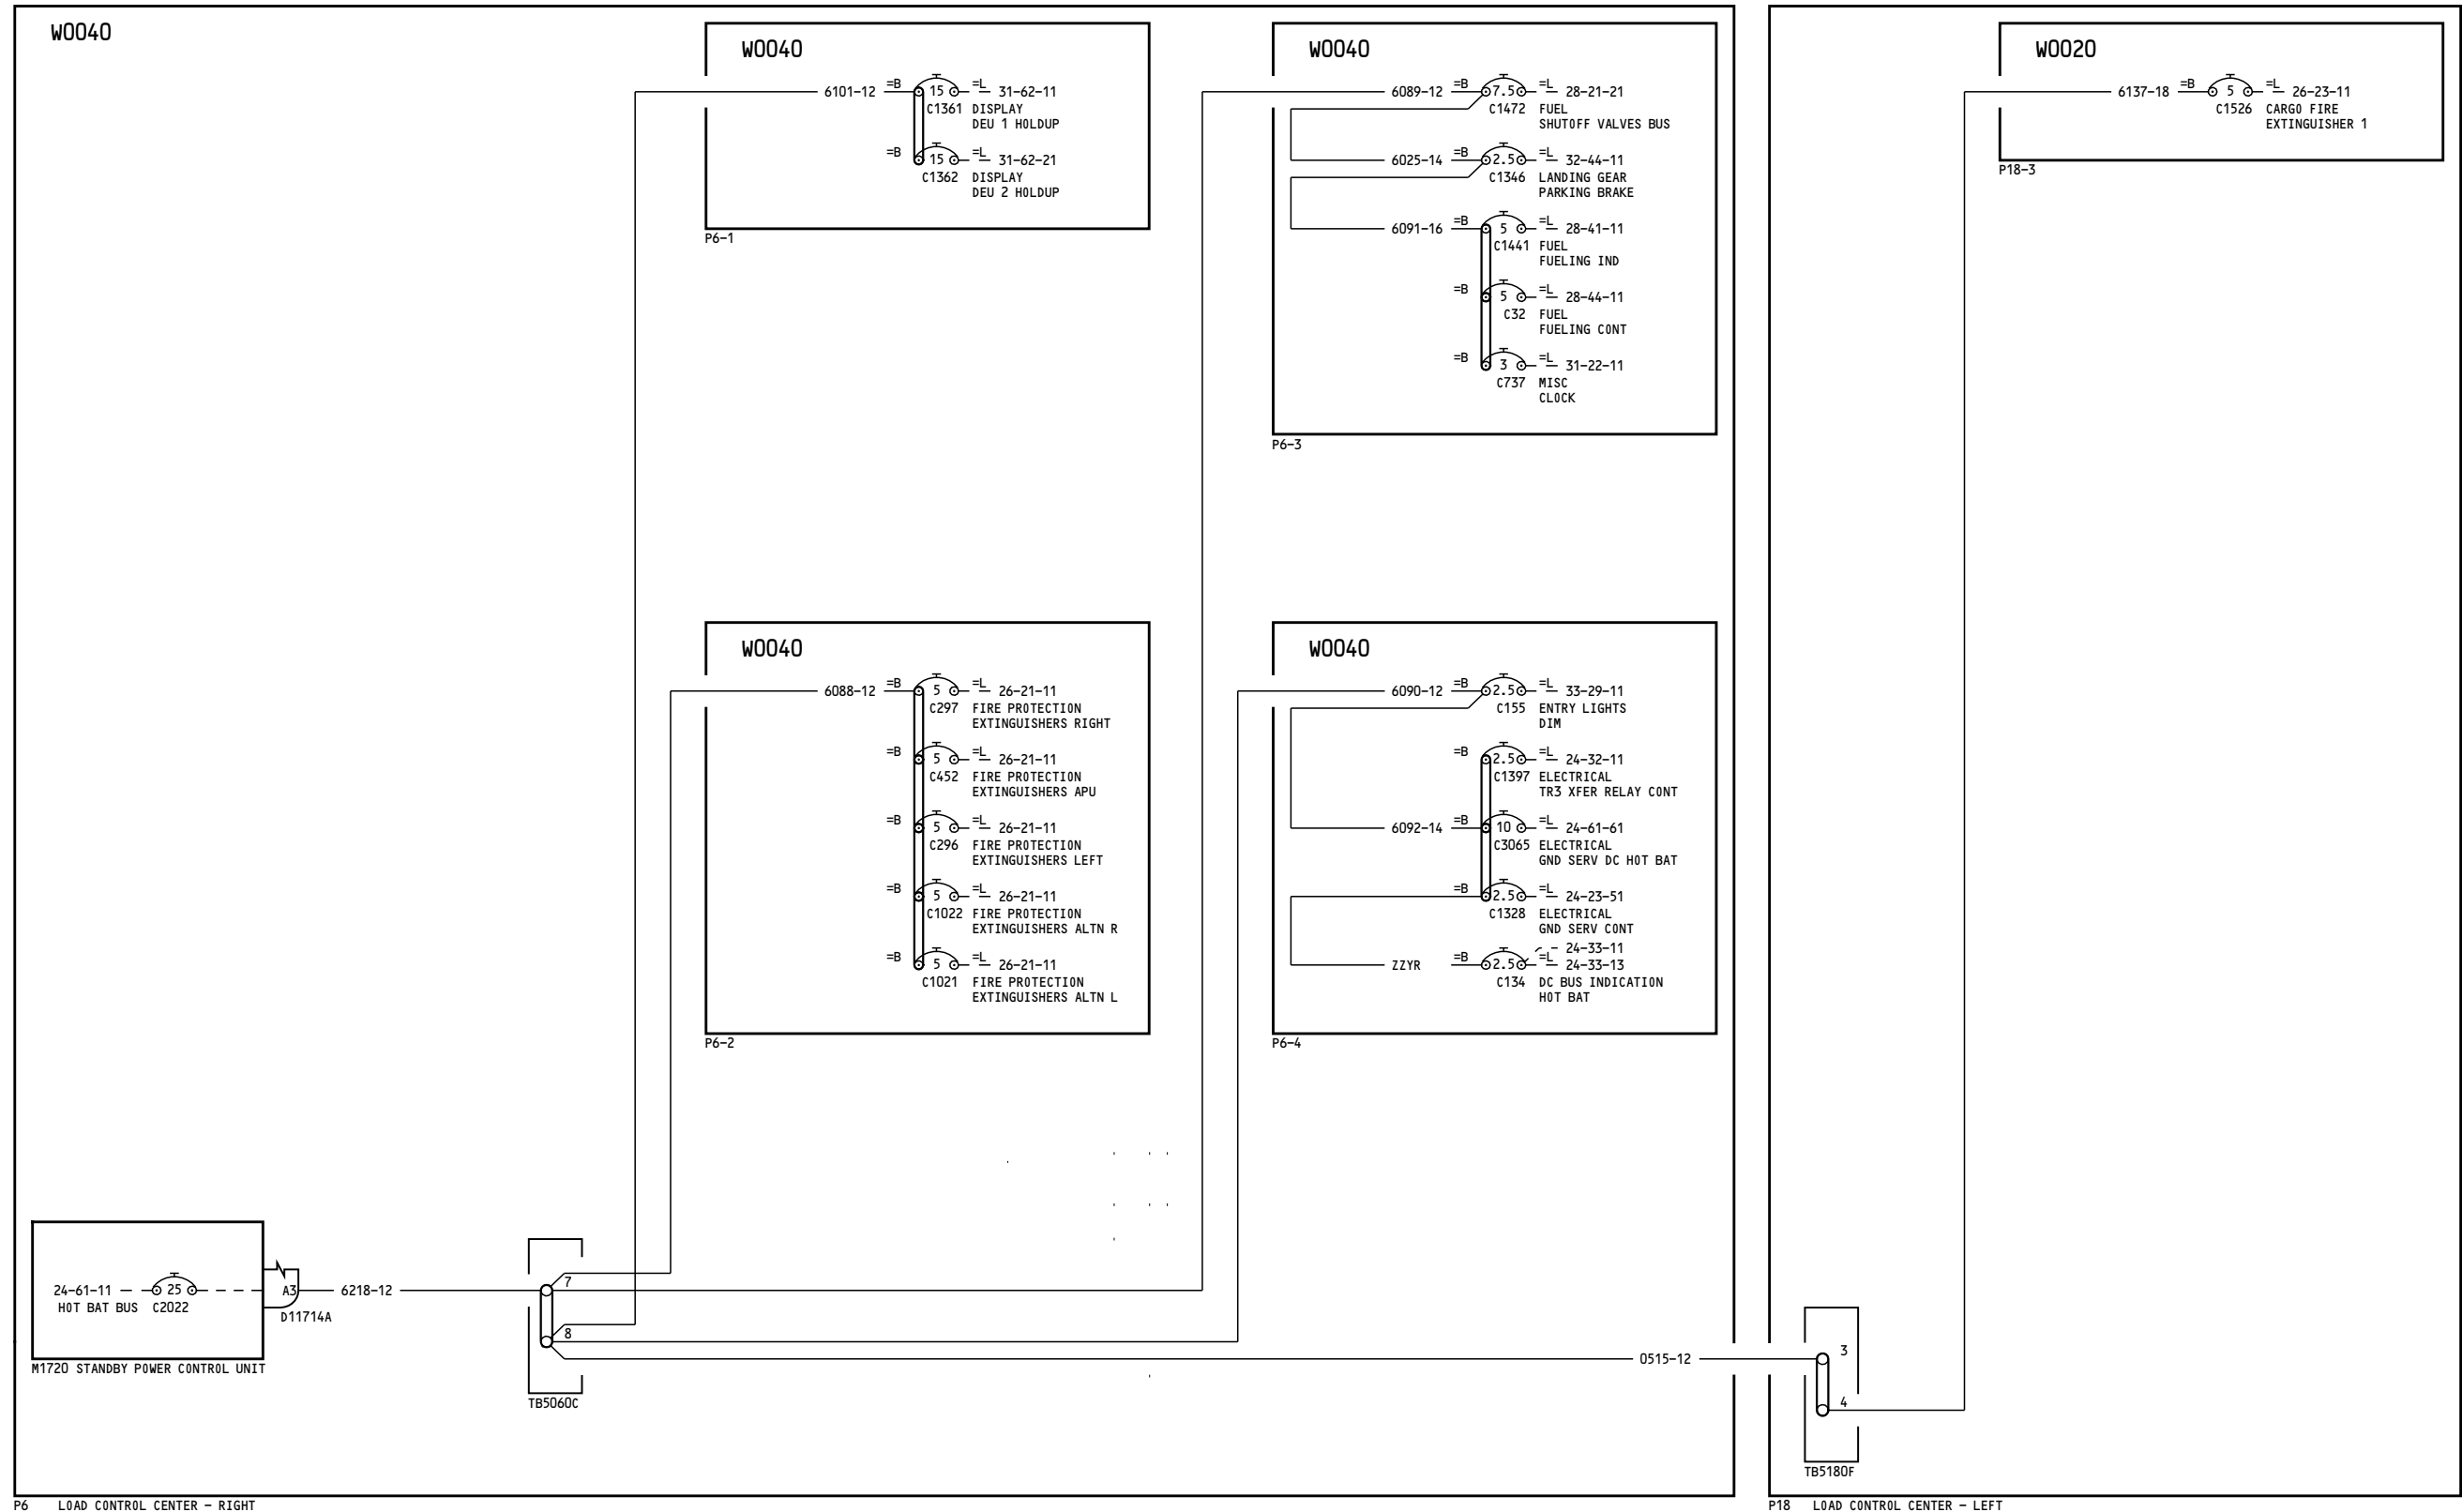 W0040
W0040
6101-12 =B 15 =L 31-62-11
C1361 DISPLAY
DEU 1 HOLDUP
=B 15 =L 31-62-21
C1362 DISPLAY
DEU 2 HOLDUP
P6-1
W0040
6089-12 =B 7.5 =L 28-21-21
C1472 FUEL
SHUTOFF VALVES BUS
6025-14 =B 2.5 =L 32-44-11
C1346 LANDING GEAR
PARKING BRAKE
6091-16 =B 5 =L 28-41-11
C1441 FUEL
FUELING IND
=B 5 =L 28-44-11
C32 FUEL
FUELING CONT
=B 3 =L 31-22-11
C737 MISC
CLOCK
P6-3
W0020
6137-18 =B 5 =L 26-23-11
C1526 CARGO FIRE
EXTINGUISHER 1
P18-3
W0040
6088-12 =B 5 =L 26-21-11
C297 FIRE PROTECTION
EXTINGUISHERS RIGHT
=B 5 =L 26-21-11
C452 FIRE PROTECTION
EXTINGUISHERS APU
=B 5 =L 26-21-11
C296 FIRE PROTECTION
EXTINGUISHERS LEFT
=B 5 =L 26-21-11
C1022 FIRE PROTECTION
EXTINGUISHERS ALTN R
=B 5 =L 26-21-11
C1021 FIRE PROTECTION
EXTINGUISHERS ALTN L
P6-2
W0040
6090-12 =B 2.5 =L 33-29-11
C155 ENTRY LIGHTS
DIM
=B 2.5 =L 24-32-11
C1397 ELECTRICAL
TR3 XFER RELAY CONT
6092-14 =B 10 =L 24-61-61
C3065 ELECTRICAL
GND SERV DC HOT BAT
=B 2.5 =L 24-23-51
C1328 ELECTRICAL
GND SERV CONT
24-33-11
ZZYR =B 2.5 =L 24-33-13
C134 DC BUS INDICATION
HOT BAT
P6-4
24-61-11 25 A3 6218-12
HOT BAT BUS C2022
D11714A
M1720 STANDBY POWER CONTROL UNIT
7
8
TB5060C
0515-12
3
4
TB5180F
P6 LOAD CONTROL CENTER - RIGHT
P18 LOAD CONTROL CENTER - LEFT